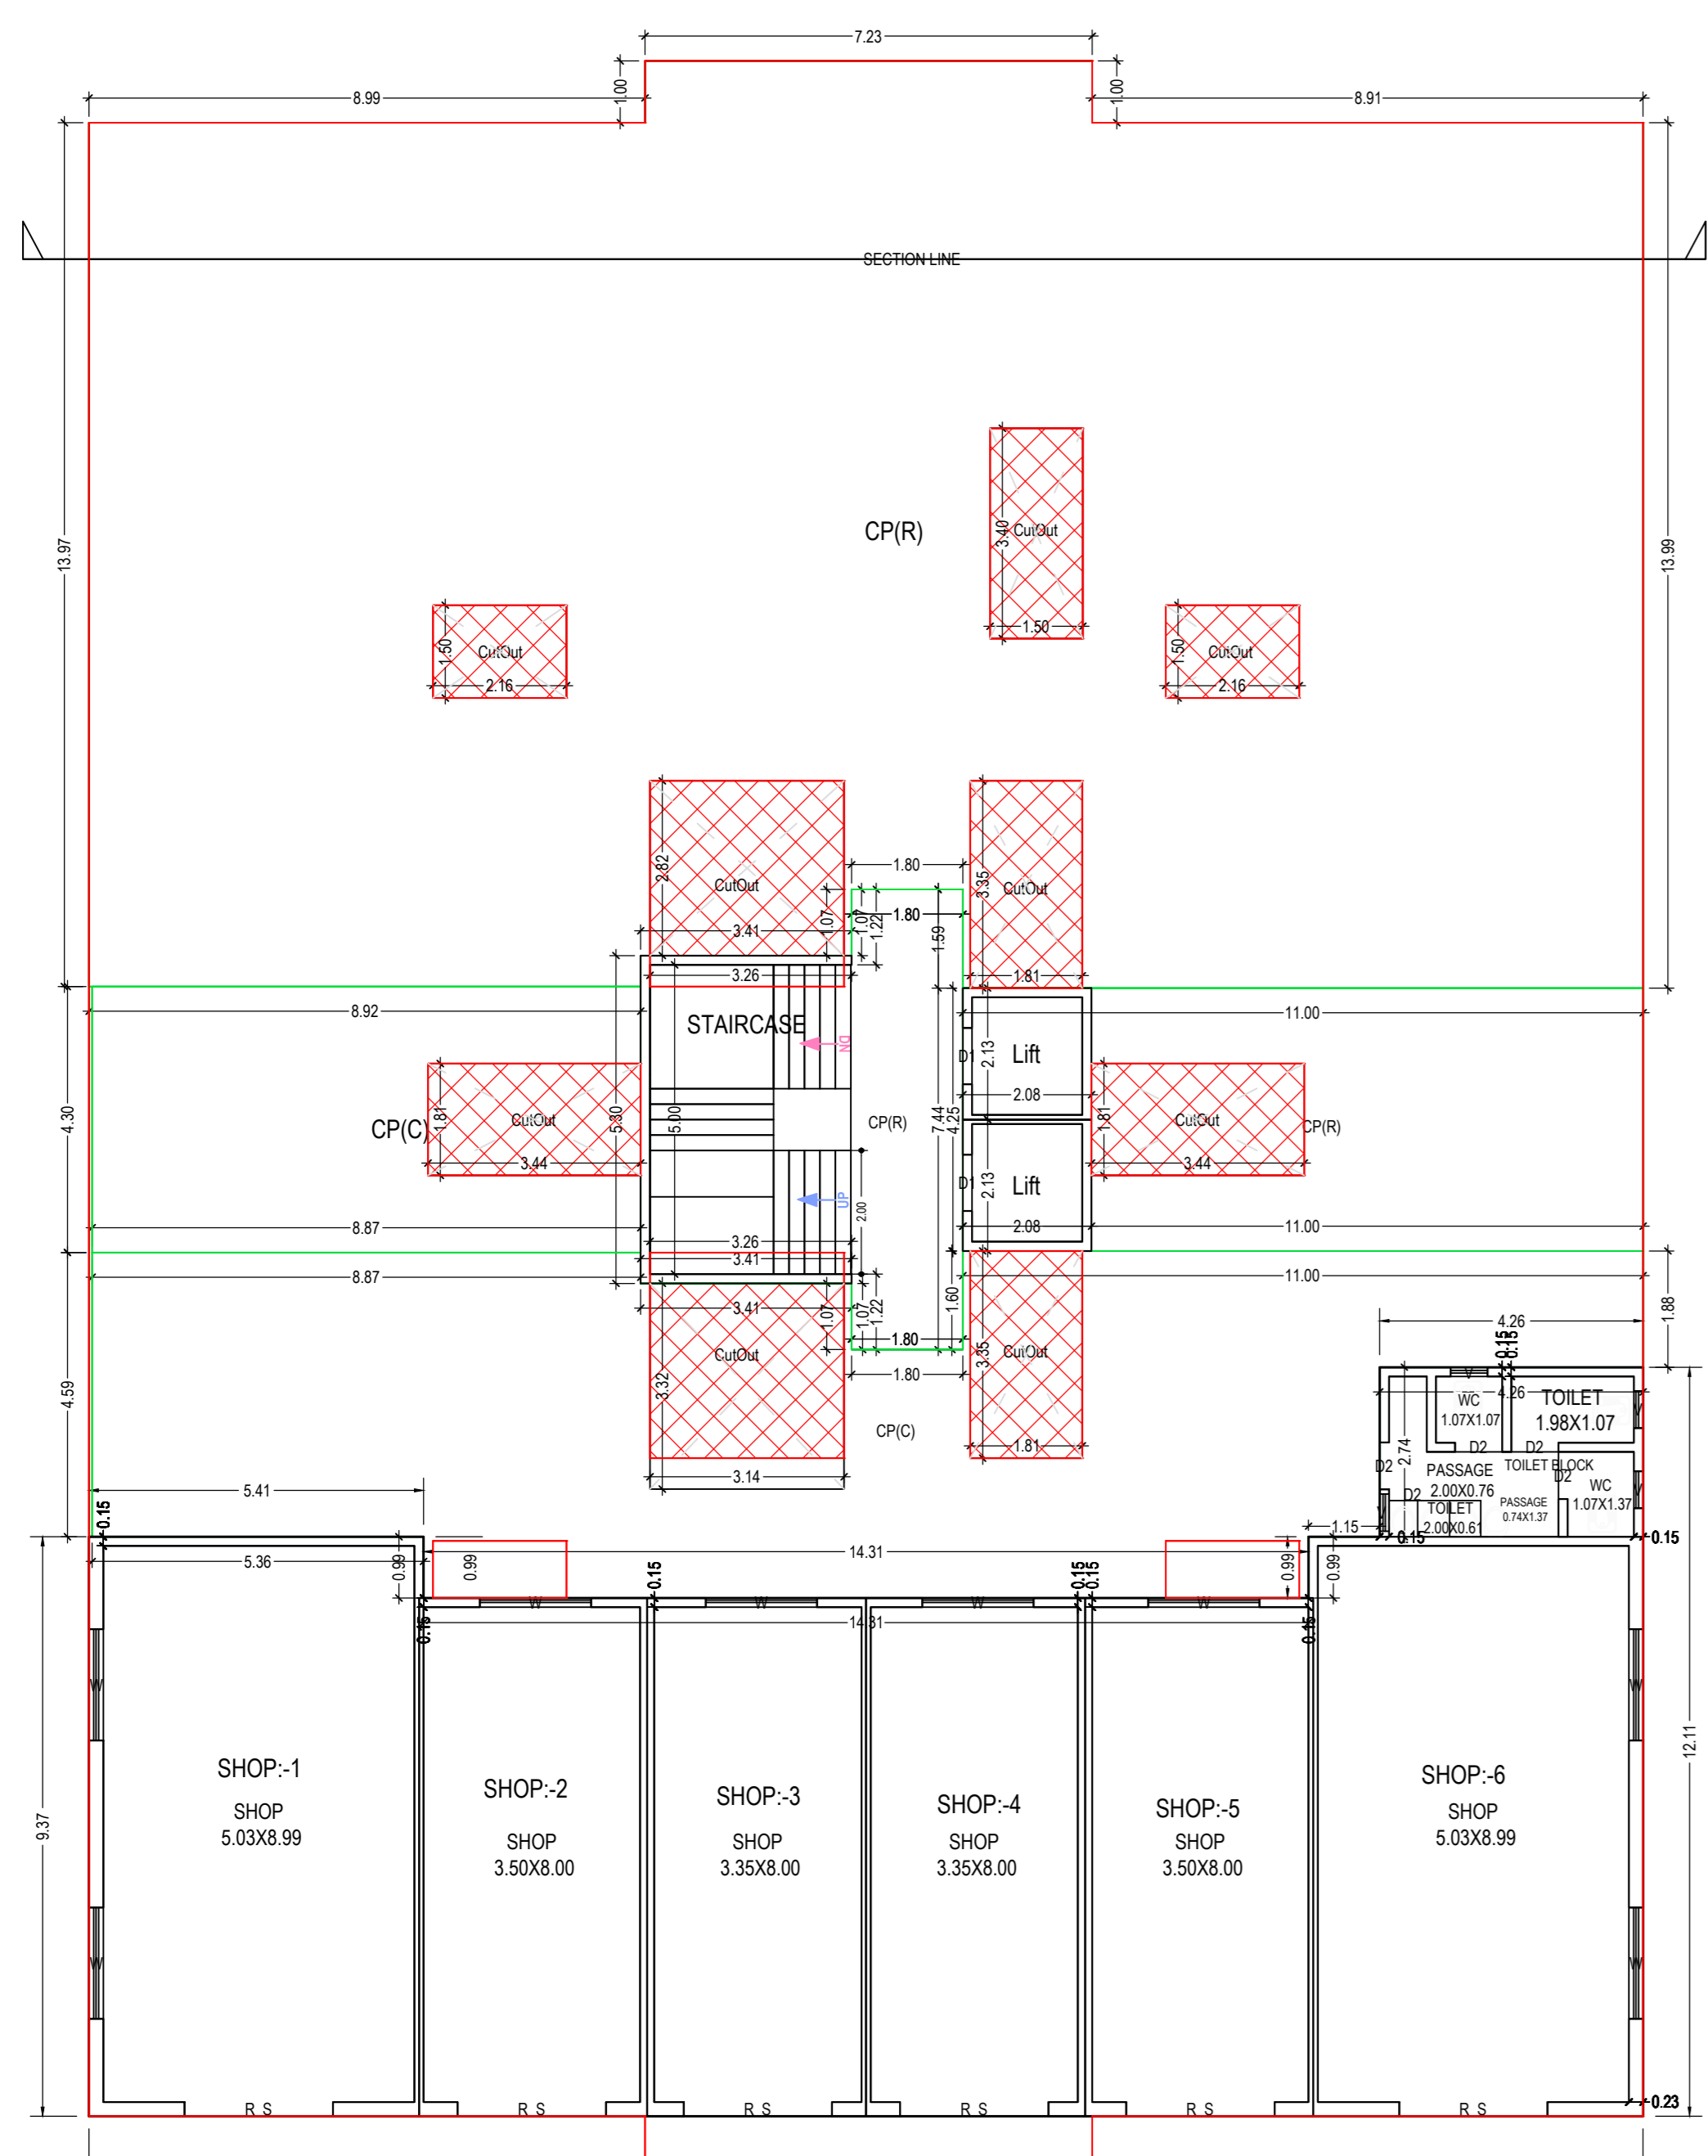 7.23
1.00
1.00
8.99
8.91
SECTION LINE
13.97
13.99
CP(R)
3.40
CutOut
1.50
1.50
CutOut
2.16
1.50
CutOut
2.16
2.82
CutOut
3.35
CutOut
1.80
1.07
1.07
1.22
1.80
1.59
3.41
3.26
1.81
8.92
11.00
STAIRCASE
DN
D1
2.13
Lift
2.08
4.30
CP(C)
1.81
CutOut
3.44
5.30
5.00
CP(R)
7.44
4.25
1.81
CutOut
3.44
CP(R)
D1
2.13
Lift
2.08
UP
2.00
8.87
11.00
3.26
3.41
8.87
11.00
3.41
1.07
1.07
1.22
1.60
1.80
1.80
3.32
CutOut
3.35
CutOut
1.88
4.26
4.59
0.15
0.15
V
4.26
WC
1.07X1.07
TOILET
1.98X1.07
V
CP(C)
1.81
3.14
2.74
D2
D2
D2
TOILET BLOCK
PASSAGE
2.00X0.76
D2
WC
1.07X1.37
V
D2
PASSAGE
0.74X1.37
TOILET
2.00X0.61
V
5.41
0.15
1.15
0.15
0.15
5.36
0.99
0.99
14.31
0.99
0.99
0.15
0.15
0.15
W
W
W
W
0.15
14.31
0.15
W
W
12.11
9.37
SHOP:-1
SHOP
5.03X8.99
SHOP:-2
SHOP
3.50X8.00
SHOP:-3
SHOP
3.35X8.00
SHOP:-4
SHOP
3.35X8.00
SHOP:-5
SHOP
3.50X8.00
SHOP:-6
SHOP
5.03X8.99
W
W
R S
R S
R S
R S
R S
R S
0.23